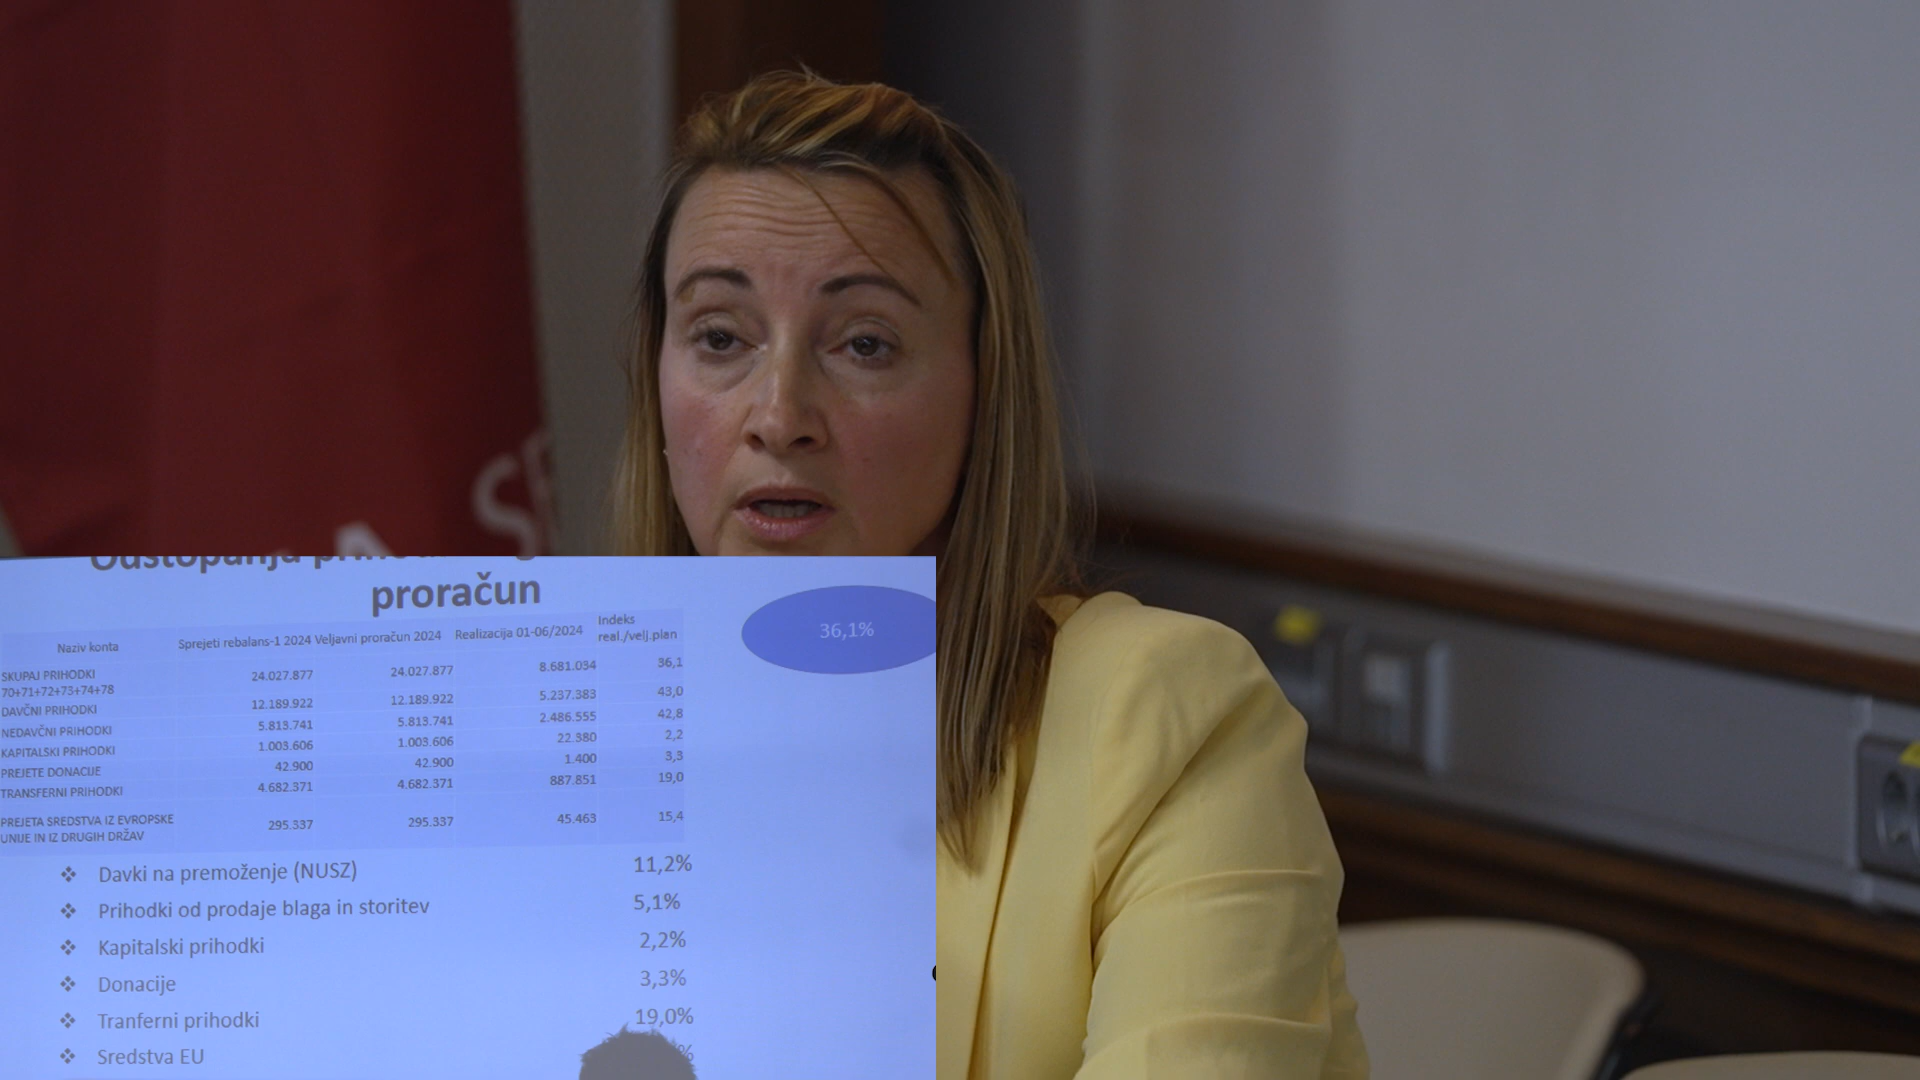 proračun
36,1%
Naziv konta Sprejeti rebalans-1 2024 Veljavni proračun 2024 Realizacija 01-06/2024 Indeks real./velj.plan
SKUPAJ PRIHODKI 24.027.877 24.027.877 8.681.034 36,1
70+71+72+73+74+78
DAVČNI PRIHODKI 12.189.922 12.189.922 5.237.383 43,0
NEDAVČNI PRIHODKI 5.813.741 5.813.741 2.486.555 42,8
KAPITALSKI PRIHODKI 1.003.606 1.003.606 22.380 2,2
PREJETE DONACIJE 42.900 42.900 1.400 3,3
TRANSFERNI PRIHODKI 4.682.371 4.682.371 887.851 19,0
PREJETA SREDSTVA IZ EVROPSKE
UNIJE IN IZ DRUGIH DRŽAV 295.337 295.337 45.463 15,4
❖ Davki na premoženje (NUSZ) 11,2%
❖ Prihodki od prodaje blaga in storitev 5,1%
❖ Kapitalski prihodki 2,2%
❖ Donacije 3,3%
❖ Tranferni prihodki 19,0%
❖ Sredstva EU